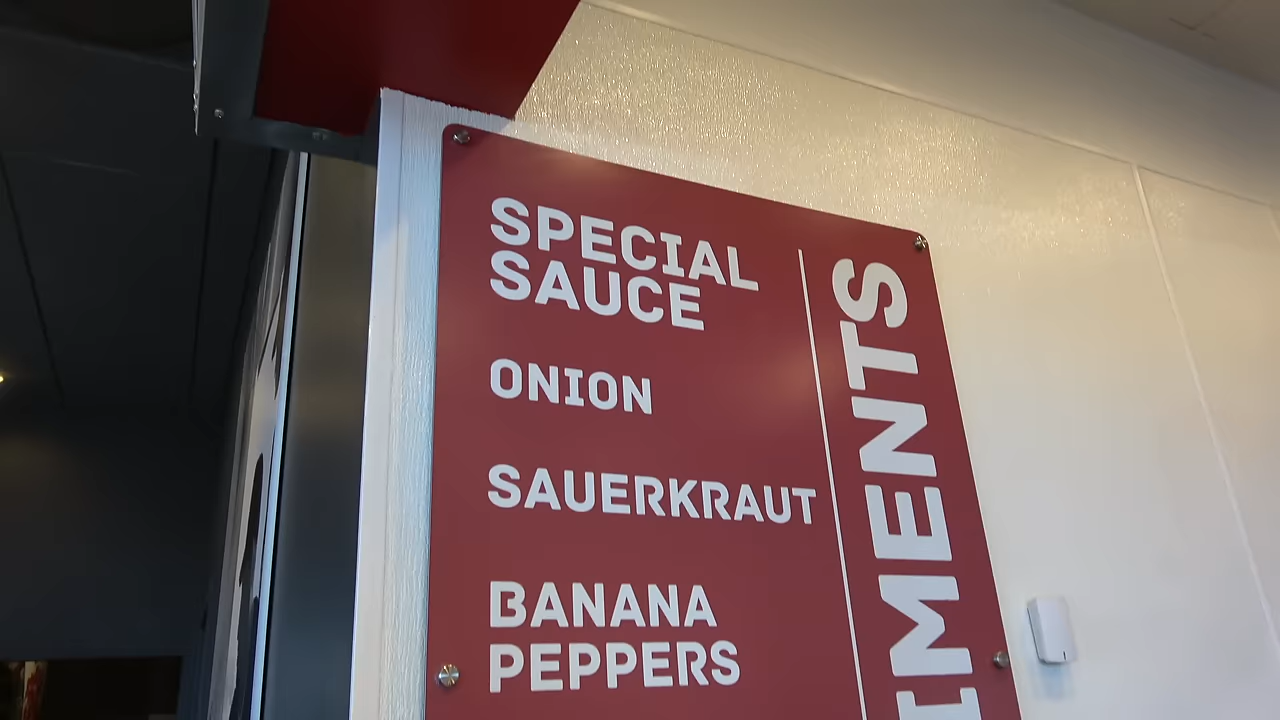 SPECIAL
SAUCE
ONION
SAUERKRAUT
BANANA
PEPPERS
IMENTS